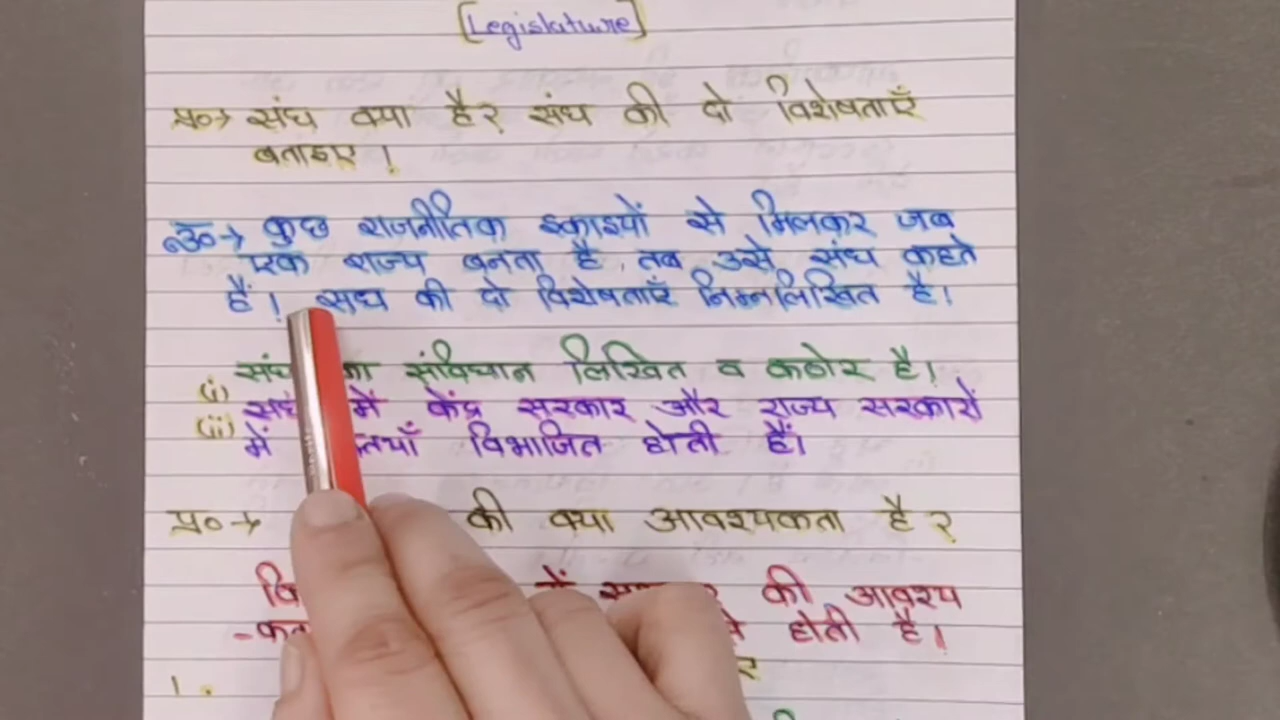 [Legislature]
प्र०→ संघ क्या है? संघ की दो विशेषताएँ
बताइए।
उ०→ कुछ राजनीतिक इकाइयों से मिलकर जब
एक राज्य बनता है, तब उसे संघ कहते
हैं। संघ की दो विशेषताएँ निम्नलिखित है।
(i) संघ का संविधान लिखित व कठोर है।
(ii) संघ में केंद्र सरकार और राज्य सरकारों
में विभाजित होती हैं।
प्र०→ की क्या आवश्यकता है?
में की आवश्य
होती है।
1.